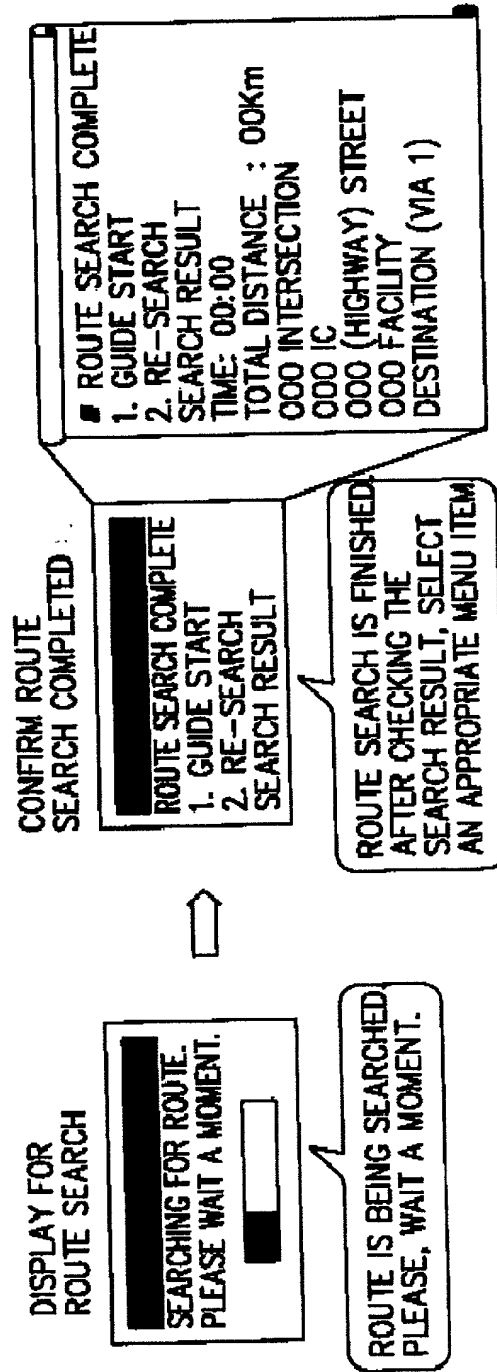 DISPLAY FOR
ROUTE SEARCH
SEARCHING FOR ROUTE.
PLEASE WAIT A MOMENT.
ROUTE IS BEING SEARCHED.
PLEASE, WAIT A MOMENT.
CONFIRM ROUTE
SEARCH COMPLETED
ROUTE SEARCH COMPLETE
1. GUIDE START
2. RE-SEARCH
SEARCH RESULT
ROUTE SEARCH IS FINISHED.
AFTER CHECKING THE
SEARCH RESULT, SELECT
AN APPROPRIATE MENU ITEM.
ROUTE SEARCH COMPLETE
1. GUIDE START
2. RE-SEARCH
SEARCH RESULT
TIME: 00:00
TOTAL DISTANCE : 00Km
OOO INTERSECTION
OOO IC
OOO (HIGHWAY) STREET
OOO FACILITY
DESTINATION (VIA 1)